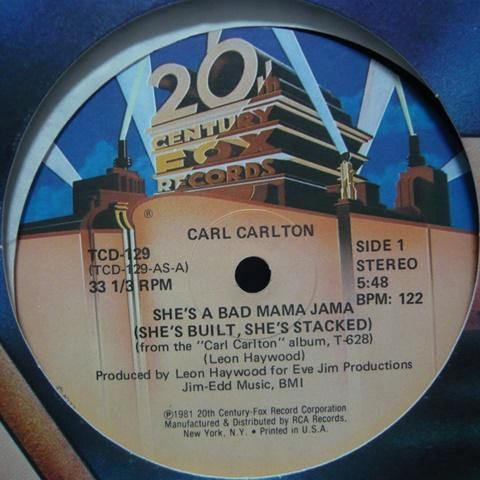 20th
CENTURY
FOX
RECORDS
®
CARL CARLTON
TCD-129
(TCD-129-AS-A)
33 1/3 RPM
SIDE 1
STEREO
5:48
BPM: 122
SHE'S A BAD MAMA JAMA
(SHE'S BUILT, SHE'S STACKED)
(from the "Carl Carlton" album, T-628)
(Leon Haywood)
Produced by Leon Haywood for Eve Jim Productions
Jim-Edd Music, BMI
℗1981 20th Century-Fox Record Corporation
Manufactured & Distributed by RCA Records,
New York, N.Y. • Printed in U.S.A.